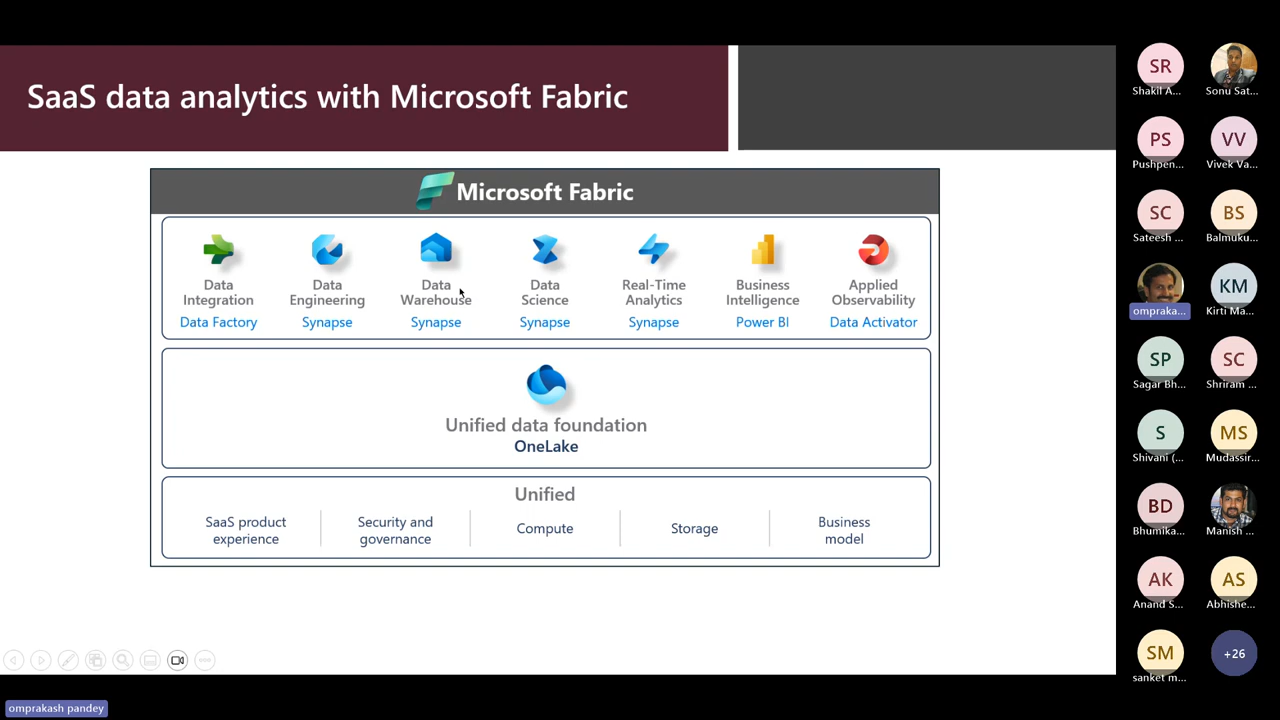 SaaS data analytics with Microsoft Fabric
Microsoft Fabric
Data
Integration
Data Factory
Data
Engineering
Synapse
Data
Warehouse
Synapse
Data
Science
Synapse
Real-Time
Analytics
Synapse
Business
Intelligence
Power BI
Applied
Observability
Data Activator
Unified data foundation
OneLake
Unified
SaaS product
experience
Security and
governance
Compute
Storage
Business
model
SR
Shakil A...
Sonu Sat...
PS
Pushpen...
VV
Vivek Va...
SC
Sateesh ...
BS
Balmuku...
ompraka...
KM
Kirti Ma...
SP
Sagar Bh...
SC
Shriram ...
S
Shivani (...
MS
Mudassir...
BD
Bhumika...
Manish ...
AK
Anand S...
AS
Abhishe...
SM
sanket m...
+26
omprakash pandey